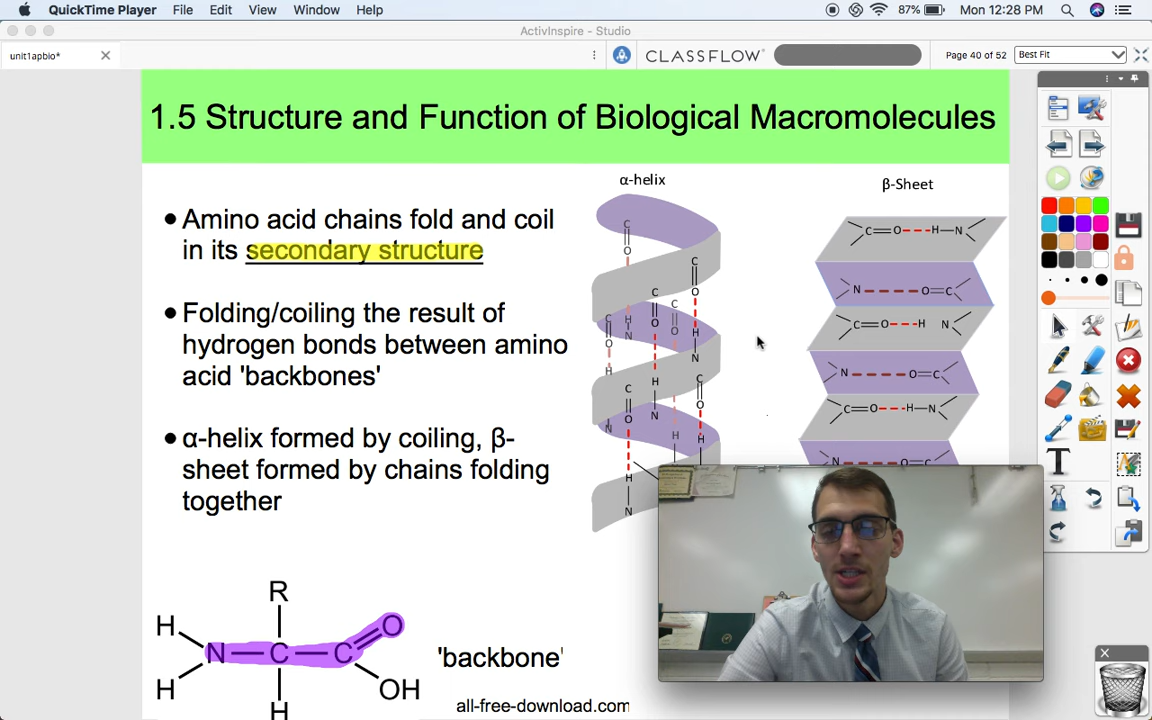 QuickTime Player File Edit View Window Help 87% Mon 12:28 PM
ActivInspire - Studio
unit1apbio* CLASSFLOW Page 40 of 52 Best Fit
1.5 Structure and Function of Biological Macromolecules
• Amino acid chains fold and coil
in its secondary structure
• Folding/coiling the result of
hydrogen bonds between amino
acid 'backbones'
• α-helix formed by coiling, β-
sheet formed by chains folding
together
α-helix
C
O
C
O
C
O
C
O
C
O
H
N
H
N
H
H
N
C
O
C
O
N
H
H
H
N
β-Sheet
C=O---H—N
N---O=C
C=O---H N
N---O=C
C=O---H—N
N---O=C
R
H O
N—C—C
H OH
H
'backbone'
all-free-download.com
T